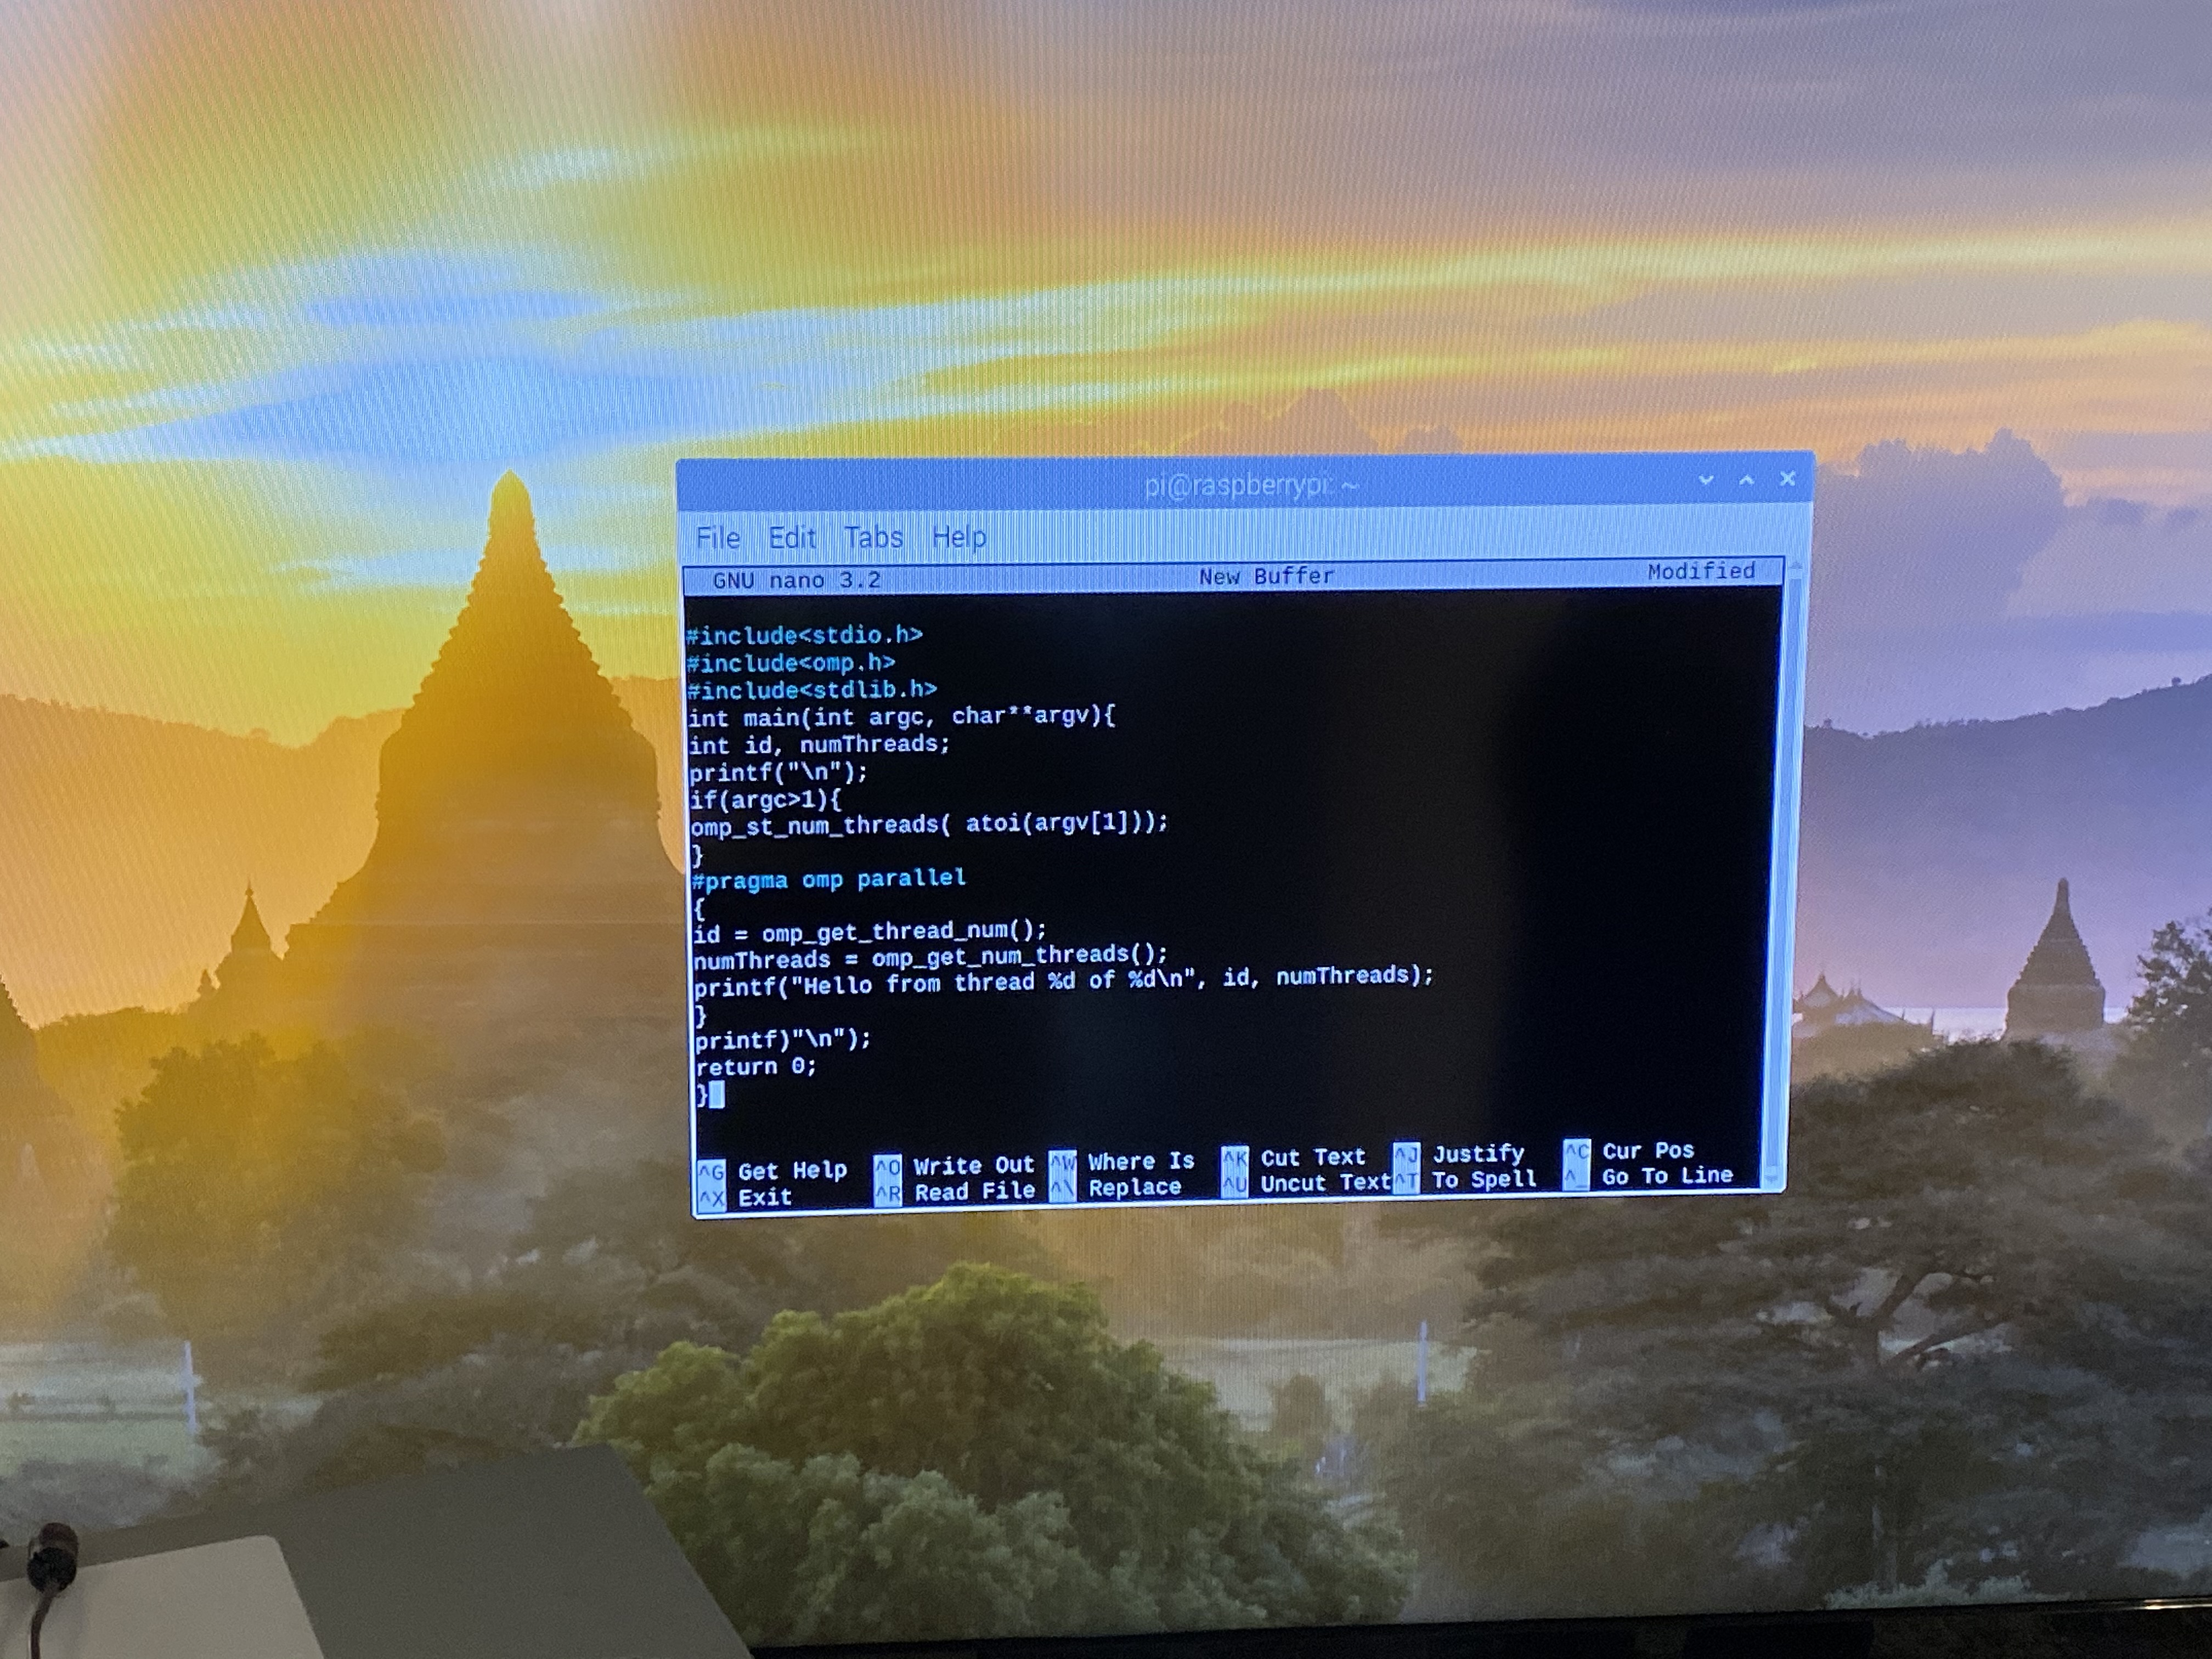 pi@raspberrypi: ~
File Edit Tabs Help
GNU nano 3.2 New Buffer Modified
#include<stdio.h>
#include<omp.h>
#include<stdlib.h>
int main(int argc, char**argv){
int id, numThreads;
printf("\n");
if(argc>1){
omp_st_num_threads( atoi(argv[1]));
}
#pragma omp parallel
{
id = omp_get_thread_num();
numThreads = omp_get_num_threads();
printf("Hello from thread %d of %d\n", id, numThreads);
}
printf)"\n");
return 0;
}
^G Get Help ^O Write Out ^W Where Is ^K Cut Text ^J Justify ^C Cur Pos
^X Exit ^R Read File ^\ Replace ^U Uncut Text ^T To Spell ^_ Go To Line